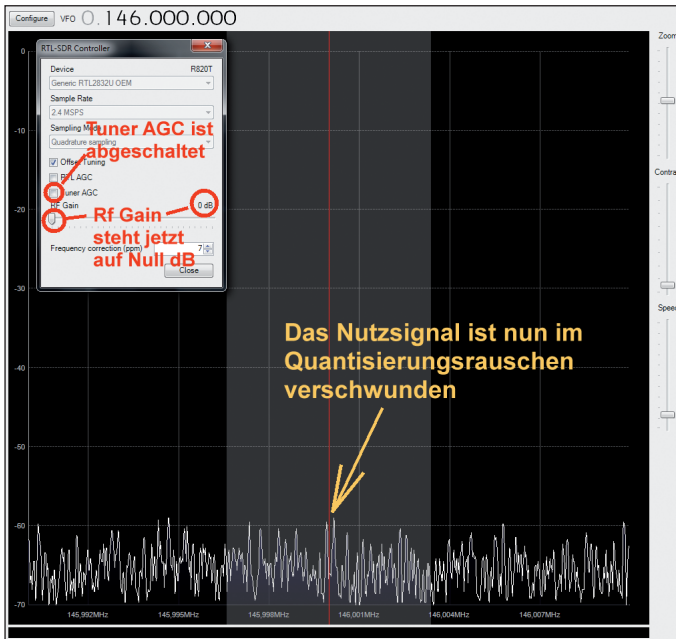 Configure VFO 0.146.000.000
Zoom
RTL-SDR Controller
Device R820T
Generic RTL2832U OEM
Sample Rate
2.4 MSPS
Sampling Mode
Quadrature sampling
Tuner AGC ist
abgeschaltet
Offset Tuning
RTL AGC
Tuner AGC
RF Gain 0 dB
Rf Gain
steht jetzt
auf Null dB
Frequency correction (ppm) 7
Close
Contra
Speed
Das Nutzsignal ist nun im
Quantisierungsrauschen
verschwunden
0
-10
-20
-30
-40
-50
-60
-70
145,992MHz 145,995MHz 145,998MHz 146,001MHz 146,004MHz 146,007MHz